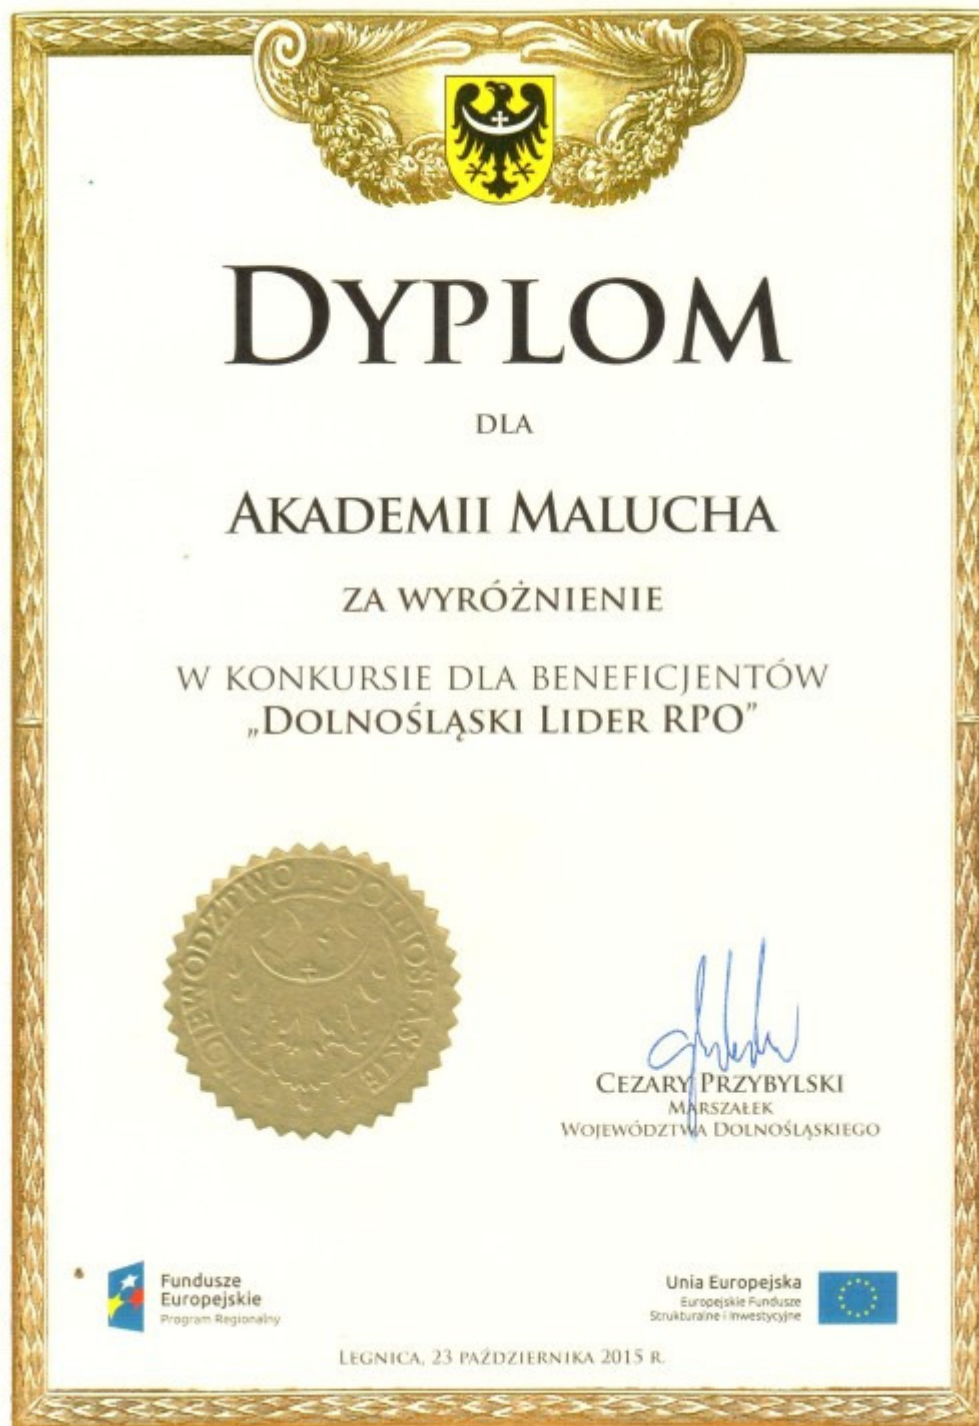 DYPLOM
DLA
AKADEMII MALUCHA
ZA WYRÓŻNIENIE
W KONKURSIE DLA BENEFICJENTÓW
„DOLNOŚLĄSKI LIDER RPO”
WOJEWÓDZTWO DOLNOŚLĄSKIE
CEZARY PRZYBYLSKI
MARSZAŁEK
WOJEWÓDZTWA DOLNOŚLĄSKIEGO
Fundusze
Europejskie
Program Regionalny
Unia Europejska
Europejskie Fundusze
Strukturalne i Inwestycyjne
LEGNICA, 23 PAŹDZIERNIKA 2015 R.